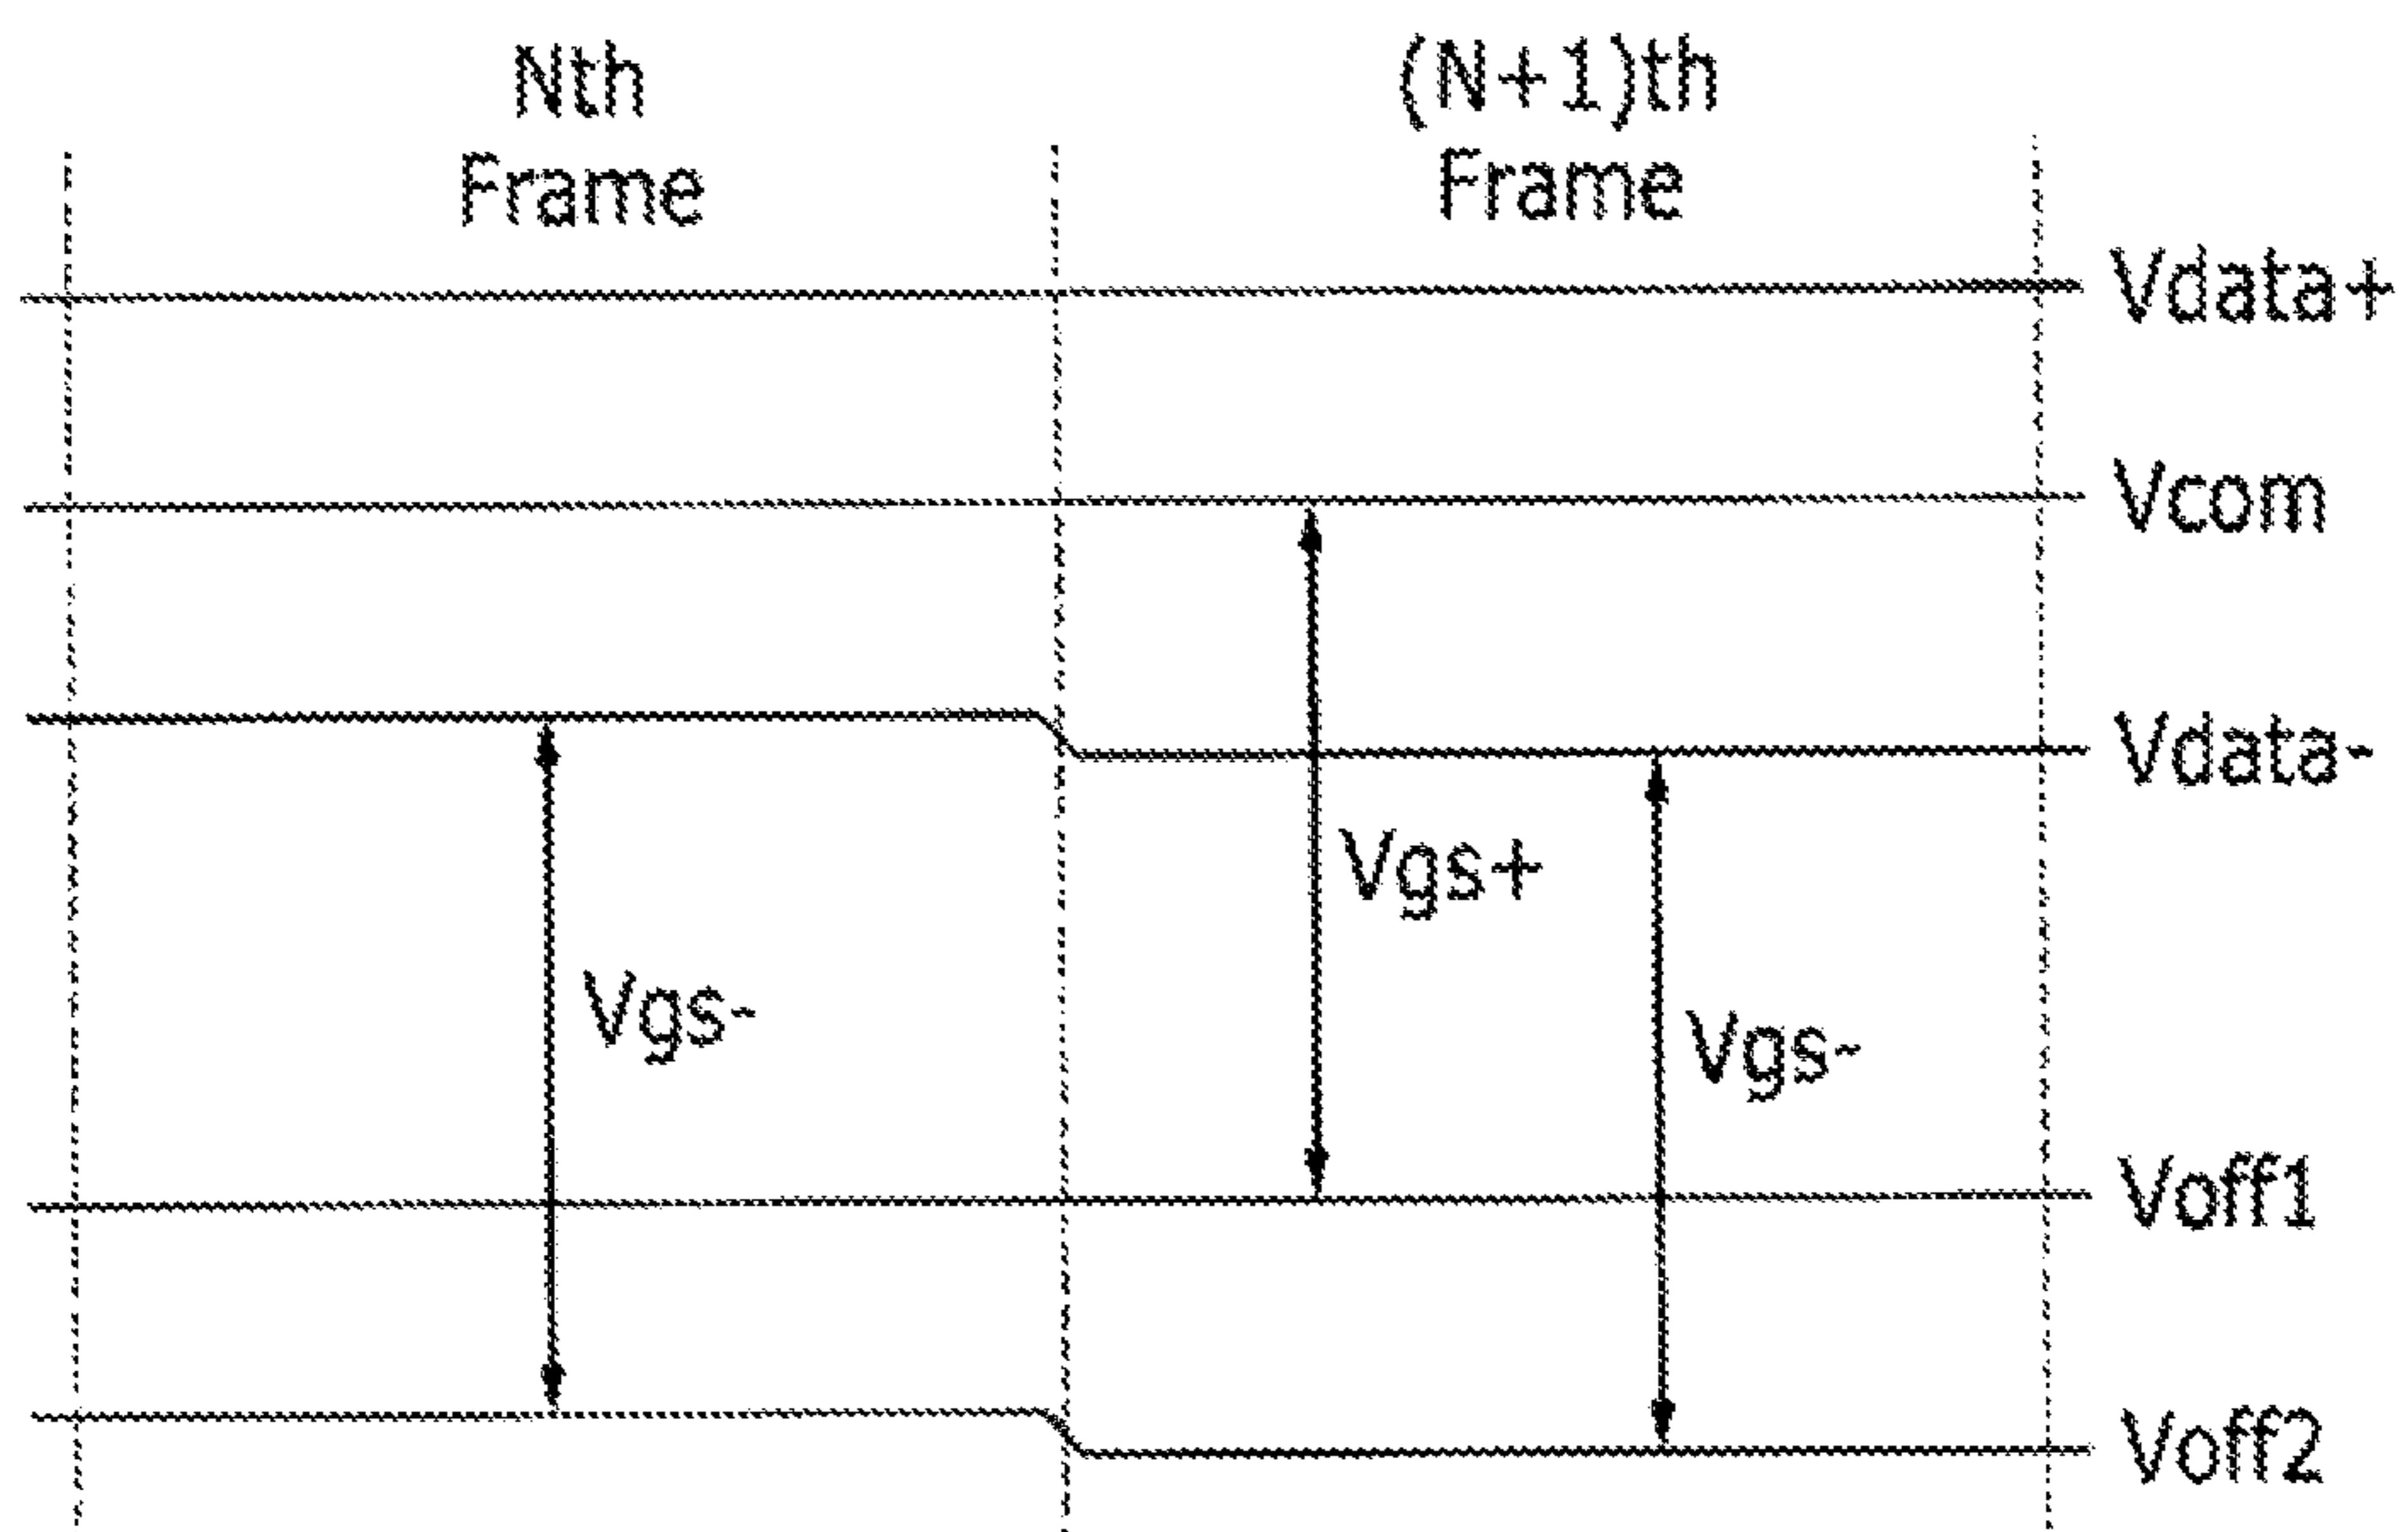 Nth
Frame
(N+1)th
Frame
Vdata+
Vcom
Vdata-
Vgs+
Vgs-
Vgs-
Voff1
Voff2